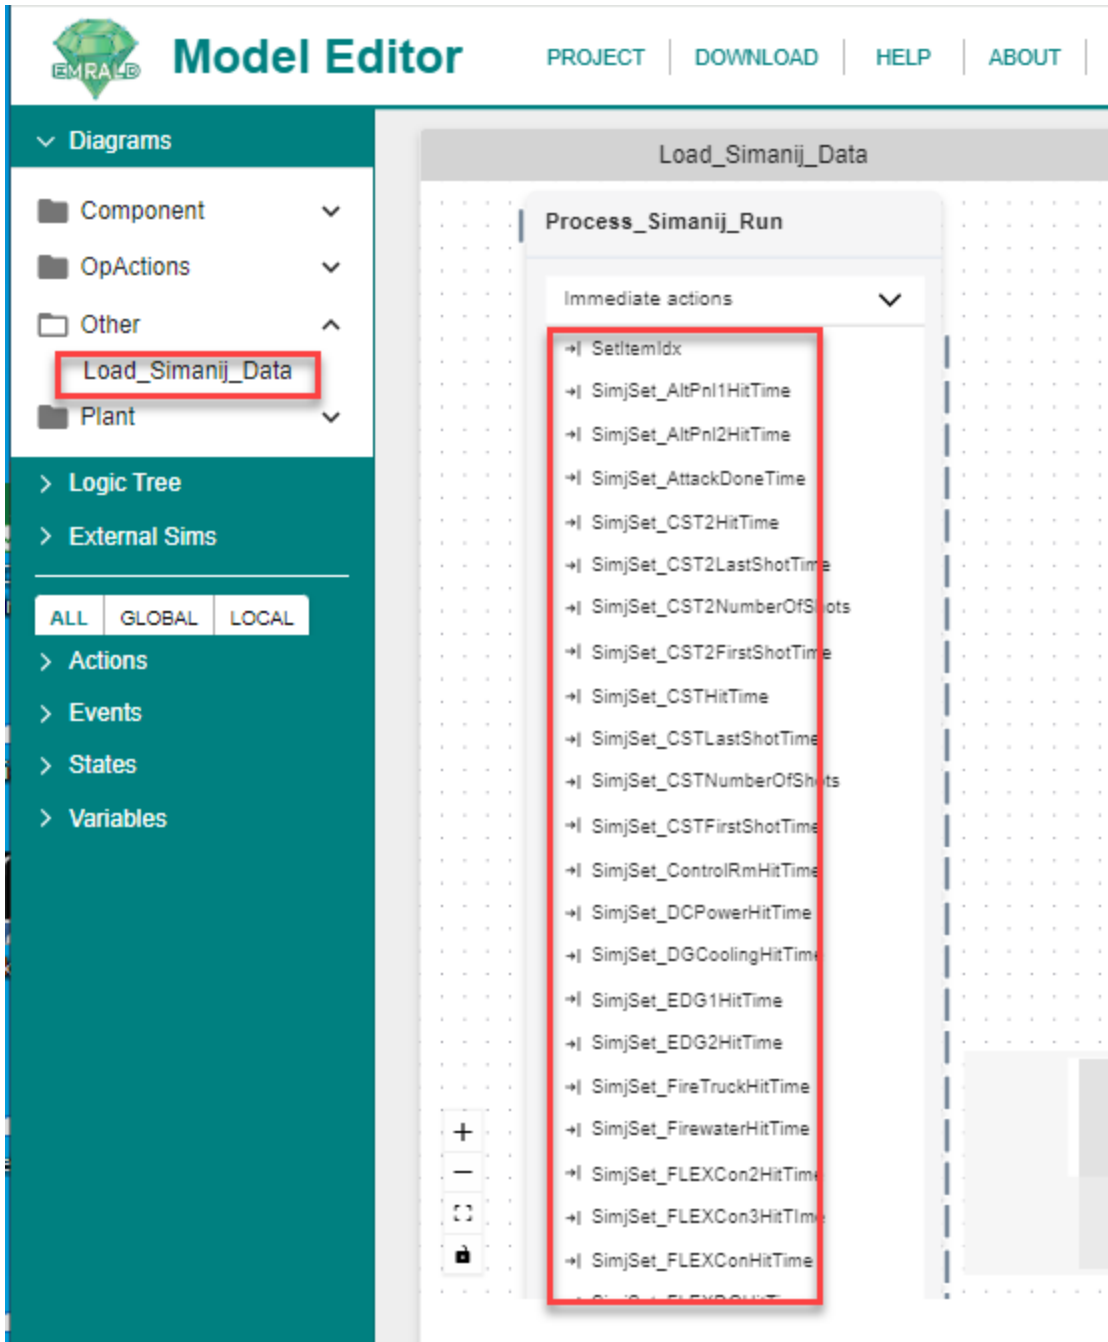 EMRALD
Model Editor
PROJECT
DOWNLOAD
HELP
ABOUT
Diagrams
Component
OpActions
Other
Load_Simanij_Data
Plant
Logic Tree
External Sims
ALL
GLOBAL
LOCAL
Actions
Events
States
Variables
Load_Simanij_Data
Process_Simanij_Run
Immediate actions
SetItemIdx
SimjSet_AltPnl1HitTime
SimjSet_AltPnl2HitTime
SimjSet_AttackDoneTime
SimjSet_CST2HitTime
SimjSet_CST2LastShotTime
SimjSet_CST2NumberOfShots
SimjSet_CST2FirstShotTime
SimjSet_CSTHitTime
SimjSet_CSTLastShotTime
SimjSet_CSTNumberOfShots
SimjSet_CSTFirstShotTime
SimjSet_ControlRmHitTime
SimjSet_DCPowerHitTime
SimjSet_DGCoolingHitTime
SimjSet_EDG1HitTime
SimjSet_EDG2HitTime
SimjSet_FireTruckHitTime
SimjSet_FirewaterHitTime
SimjSet_FLEXCon2HitTime
SimjSet_FLEXCon3HitTIme
SimjSet_FLEXConHitTime